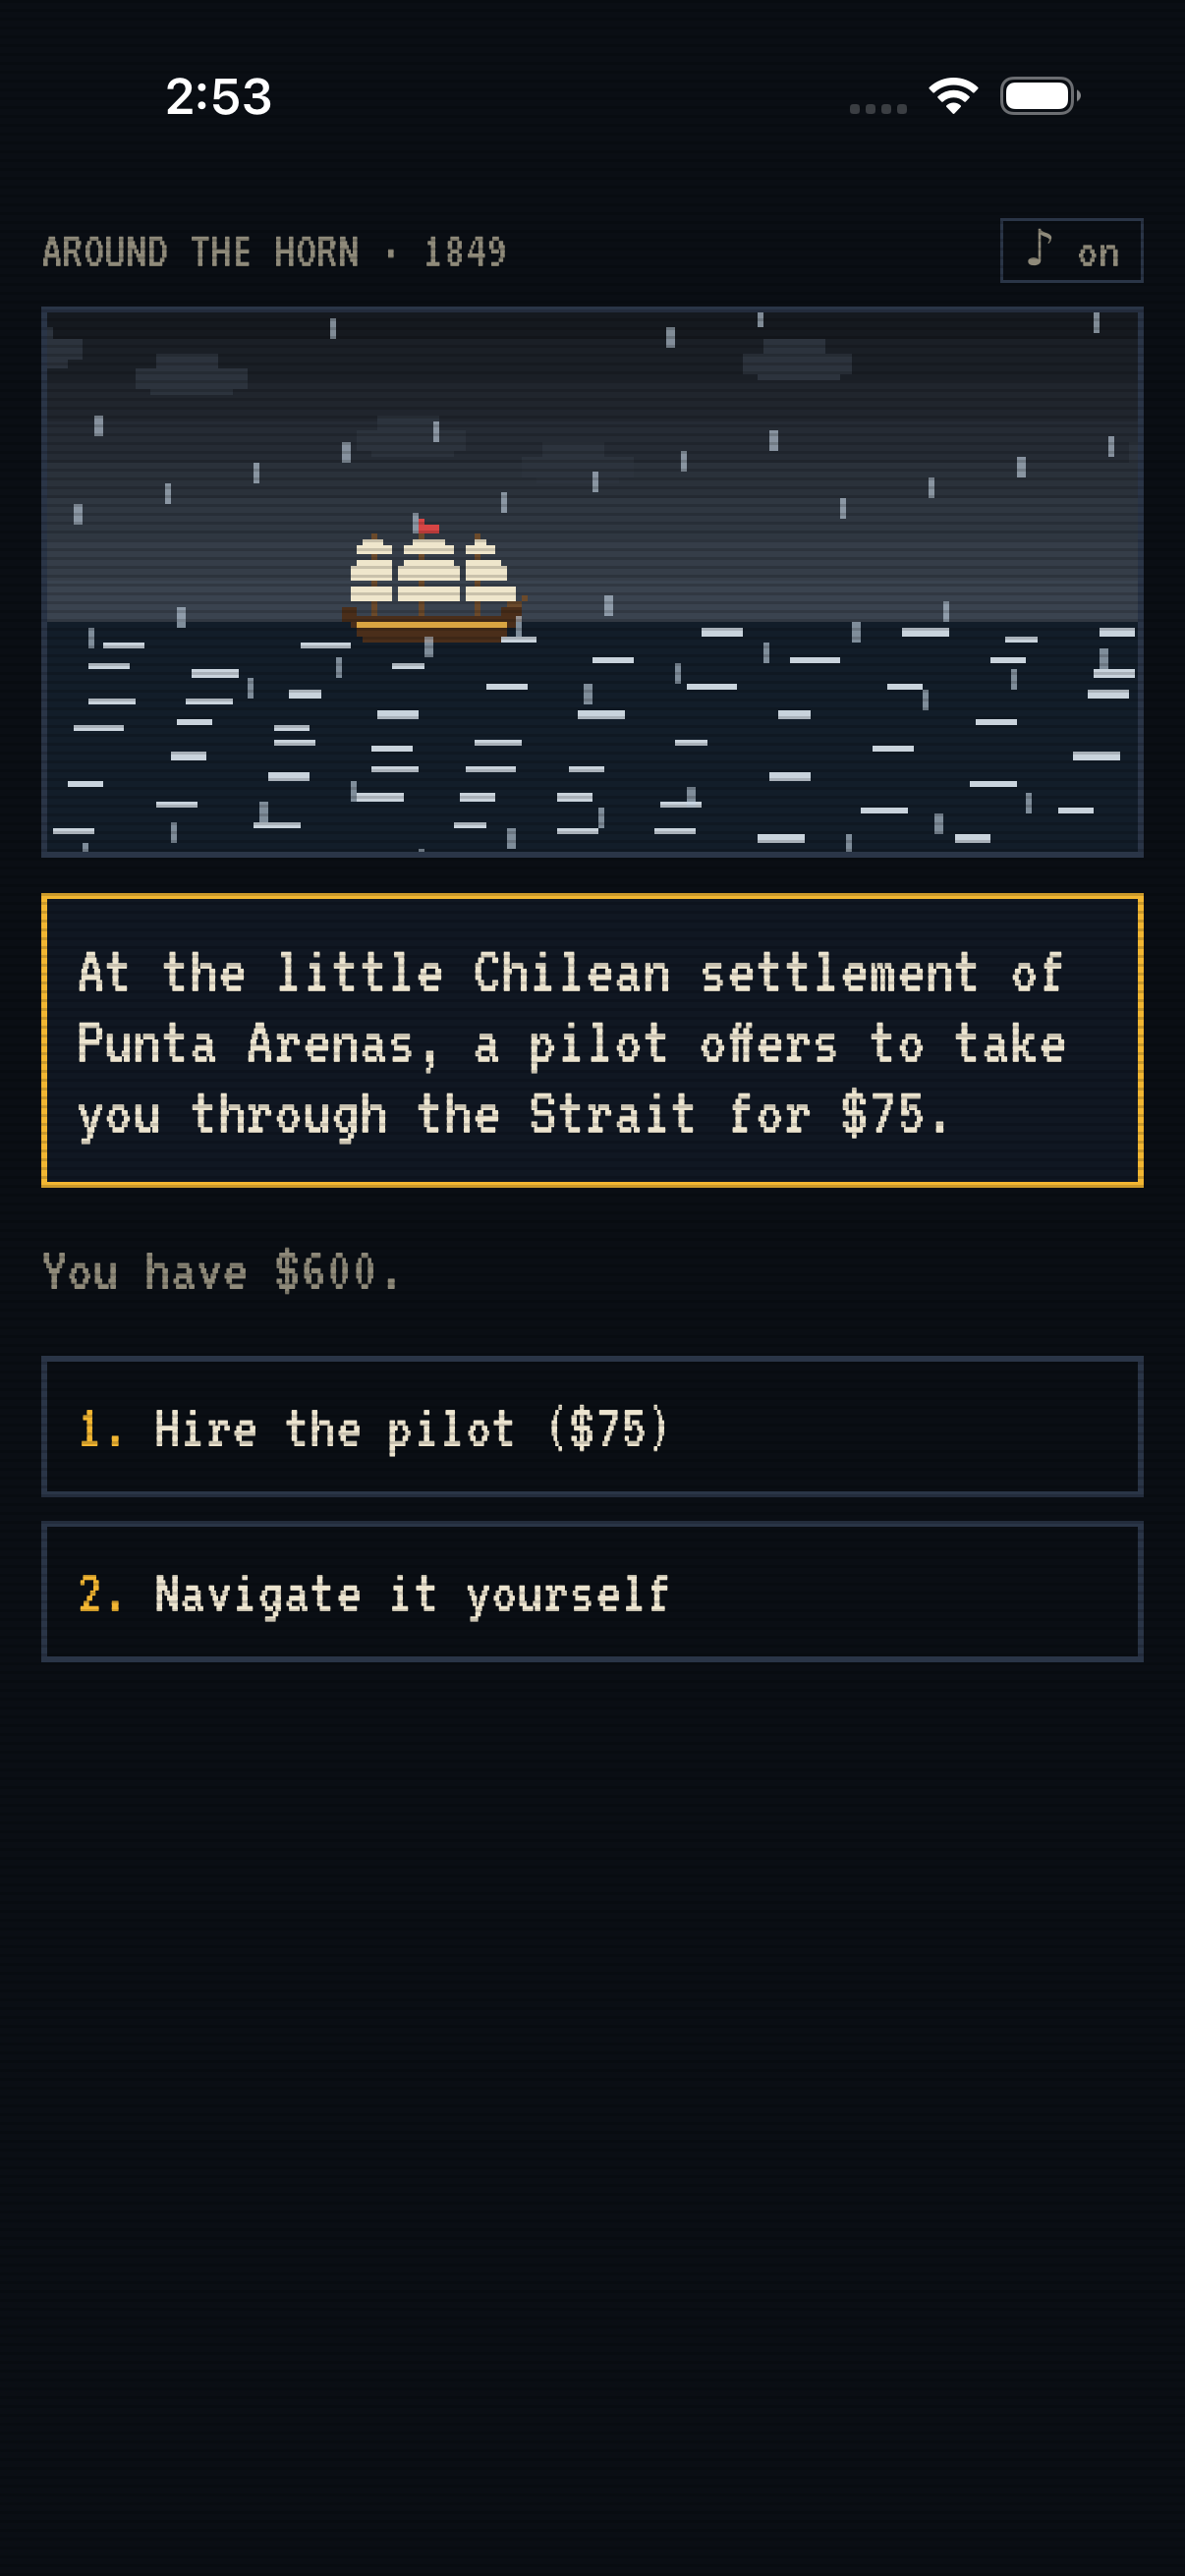 2:53
AROUND THE HORN · 1849
♪ on
At the little Chilean settlement of
Punta Arenas, a pilot offers to take
you through the Strait for $75.
You have $600.
1. Hire the pilot ($75)
2. Navigate it yourself